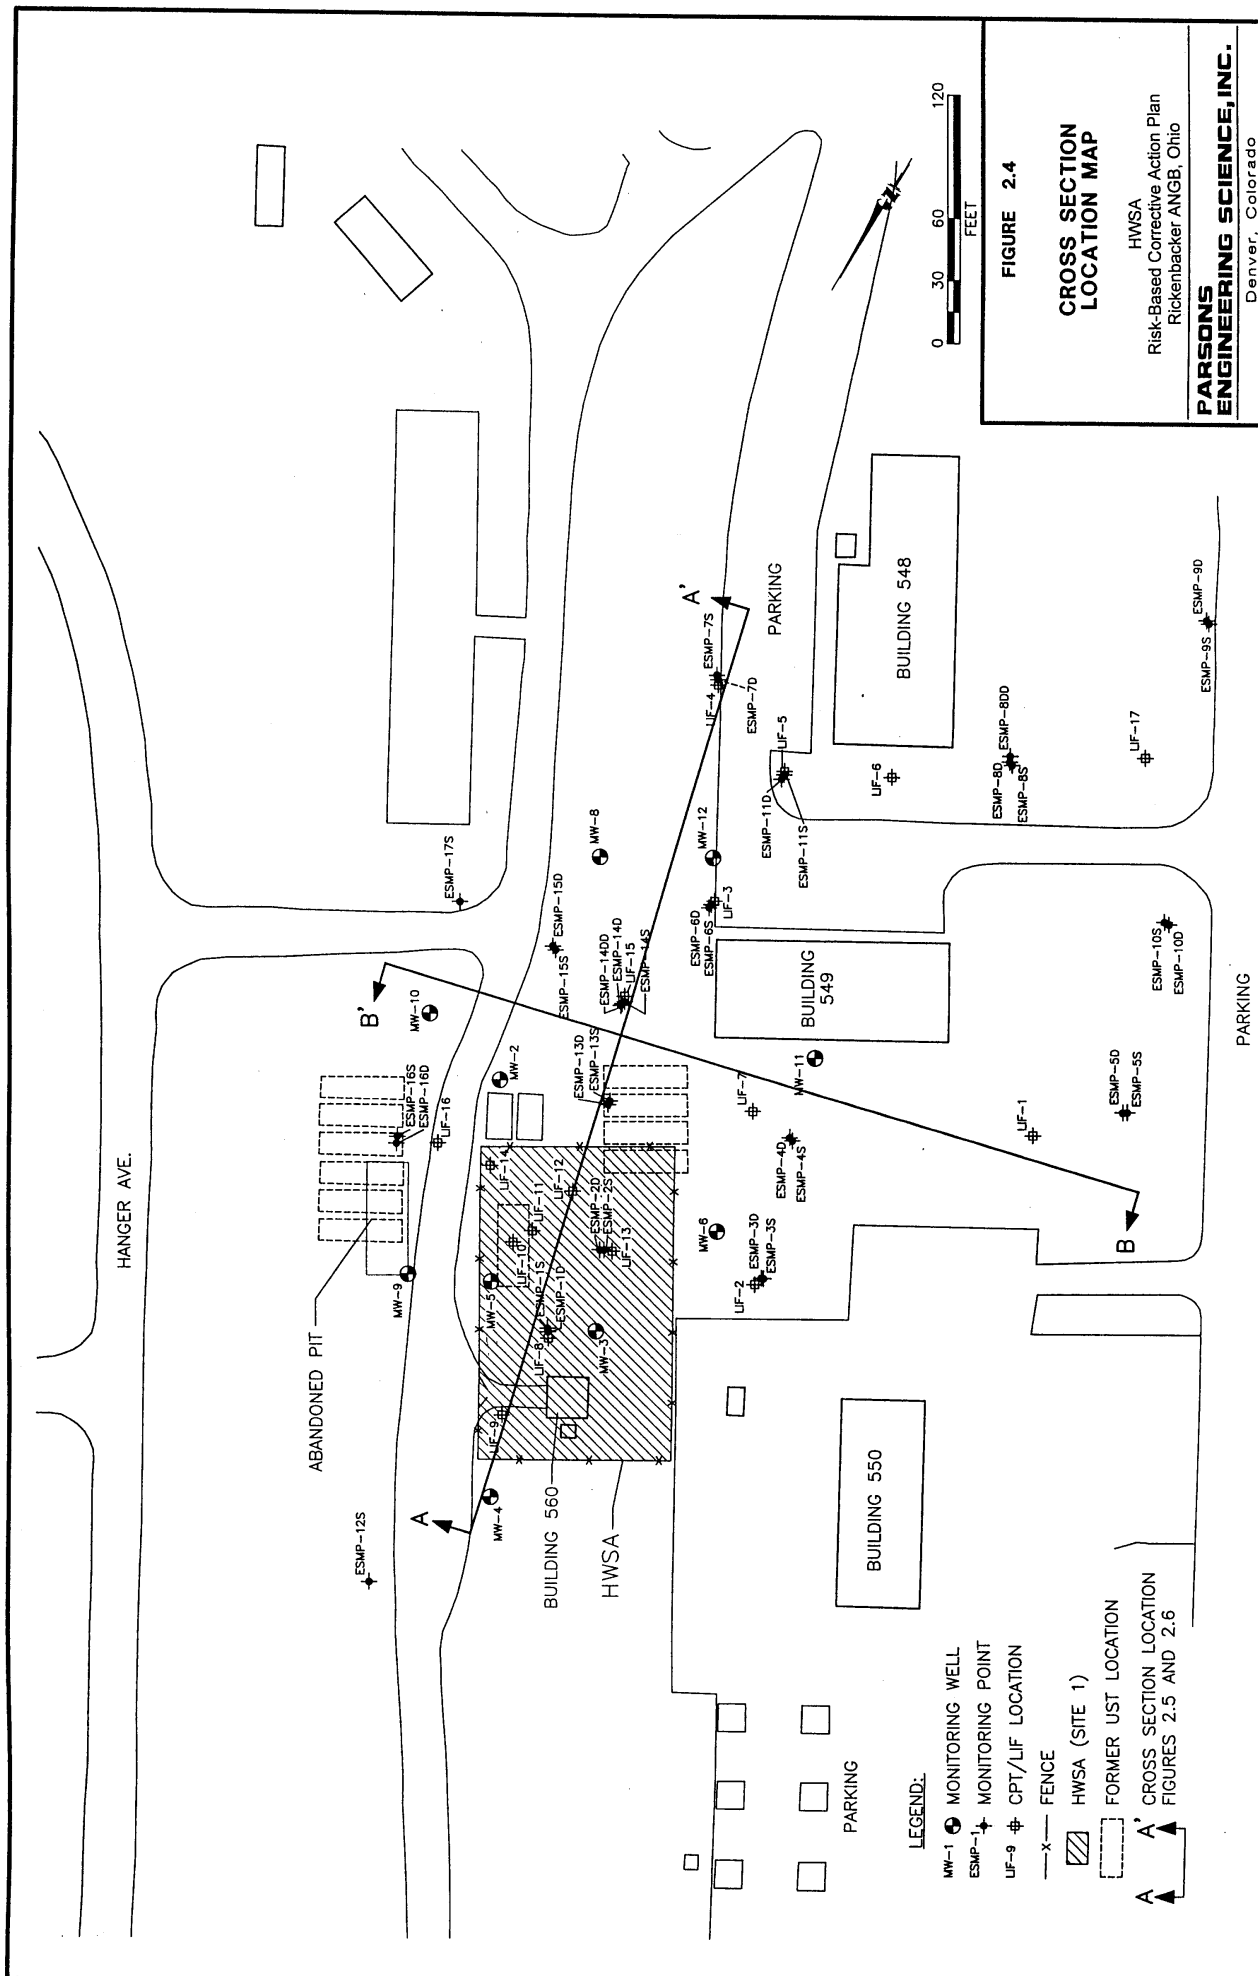 HANGER AVE.
ABANDONED PIT
ESMP-12S
ESMP-16S
ESMP-16D
LIF-16
MW-9
MW-10
B'
ESMP-17S
A
MW-4
LIF-9
MW-5
LIF-10
LIF-11
LIF-14
LIF-12
MW-2
LIF-8
ESMP-1S
ESMP-1D
MW-3
ESMP-2D
ESMP-2S
LIF-13
ESMP-13D
ESMP-13S
BUILDING 560
HWSA
ESMP-15S
ESMP-15D
ESMP-14DD
ESMP-14D
LIF-15
ESMP-14S
MW-8
MW-6
LIF-2
ESMP-3D
ESMP-3S
LIF-7
ESMP-4D
ESMP-4S
MW-11
ESMP-6D
ESMP-6S
LIF-3
MW-12
LIF-4
ESMP-7S
ESMP-7D
A'
PARKING
ESMP-11D
ESMP-11S
LIF-5
LIF-6
BUILDING
549
BUILDING 548
BUILDING 550
LIF-1
B
ESMP-5D
ESMP-5S
ESMP-10S
ESMP-10D
ESMP-8D
ESMP-8S
ESMP-8DD
LIF-17
ESMP-9S
ESMP-9D
PARKING
PARKING
LEGEND:
MW-1 MONITORING WELL
ESMP-1 MONITORING POINT
LIF-9 CPT/LIF LOCATION
x FENCE
HWSA (SITE 1)
FORMER UST LOCATION
A A' CROSS SECTION LOCATION
FIGURES 2.5 AND 2.6
N
0 30 60 120
FEET
FIGURE 2.4
CROSS SECTION
LOCATION MAP
HWSA
Risk-Based Corrective Action Plan
Rickenbacker ANGB, Ohio
PARSONS
ENGINEERING SCIENCE, INC.
Denver, Colorado